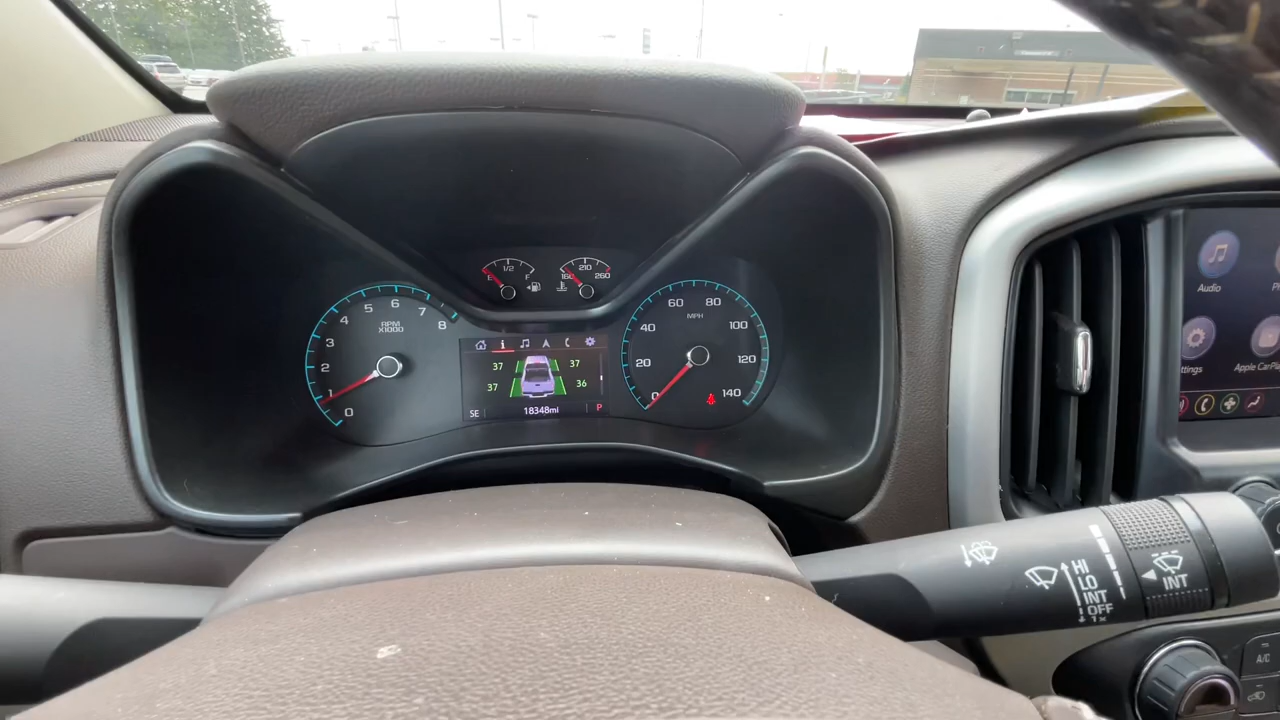 1/2
E F
210
160 260
RPM
X1000
0 1 2 3 4 5 6 7 8
MPH
0 20 40 60 80 100 120 140
i
37 37
37 36
SE 18348mi P
Audio
Apple CarPla
ttings
HI
LO
INT
OFF
1x
INT
A/C